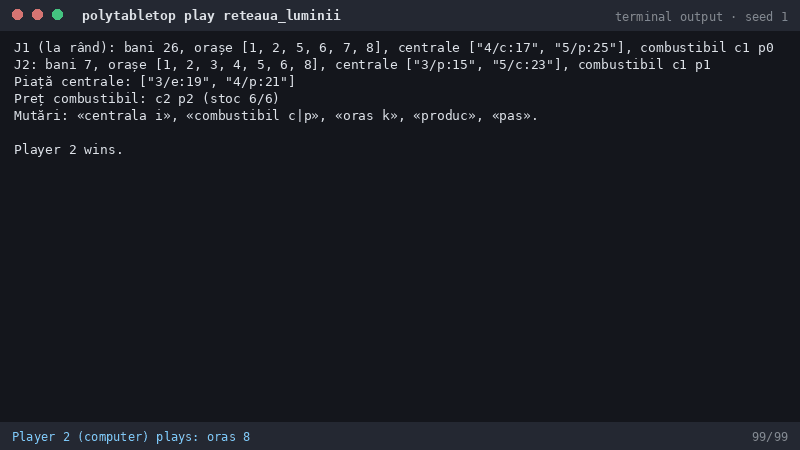 polytabletop play reteaua_luminii
terminal output · seed 1
J1 (la rând): bani 26, orașe [1, 2, 5, 6, 7, 8], centrale ["4/c:17", "5/p:25"], combustibil c1 p0
J2: bani 7, orașe [1, 2, 3, 4, 5, 6, 8], centrale ["3/p:15", "5/c:23"], combustibil c1 p1
Piață centrale: ["3/e:19", "4/p:21"]
Preț combustibil: c2 p2 (stoc 6/6)
Mutări: «centrala i», «combustibil c|p», «oras k», «produc», «pas».
Player 2 wins.
Player 2 (computer) plays: oras 8
99/99